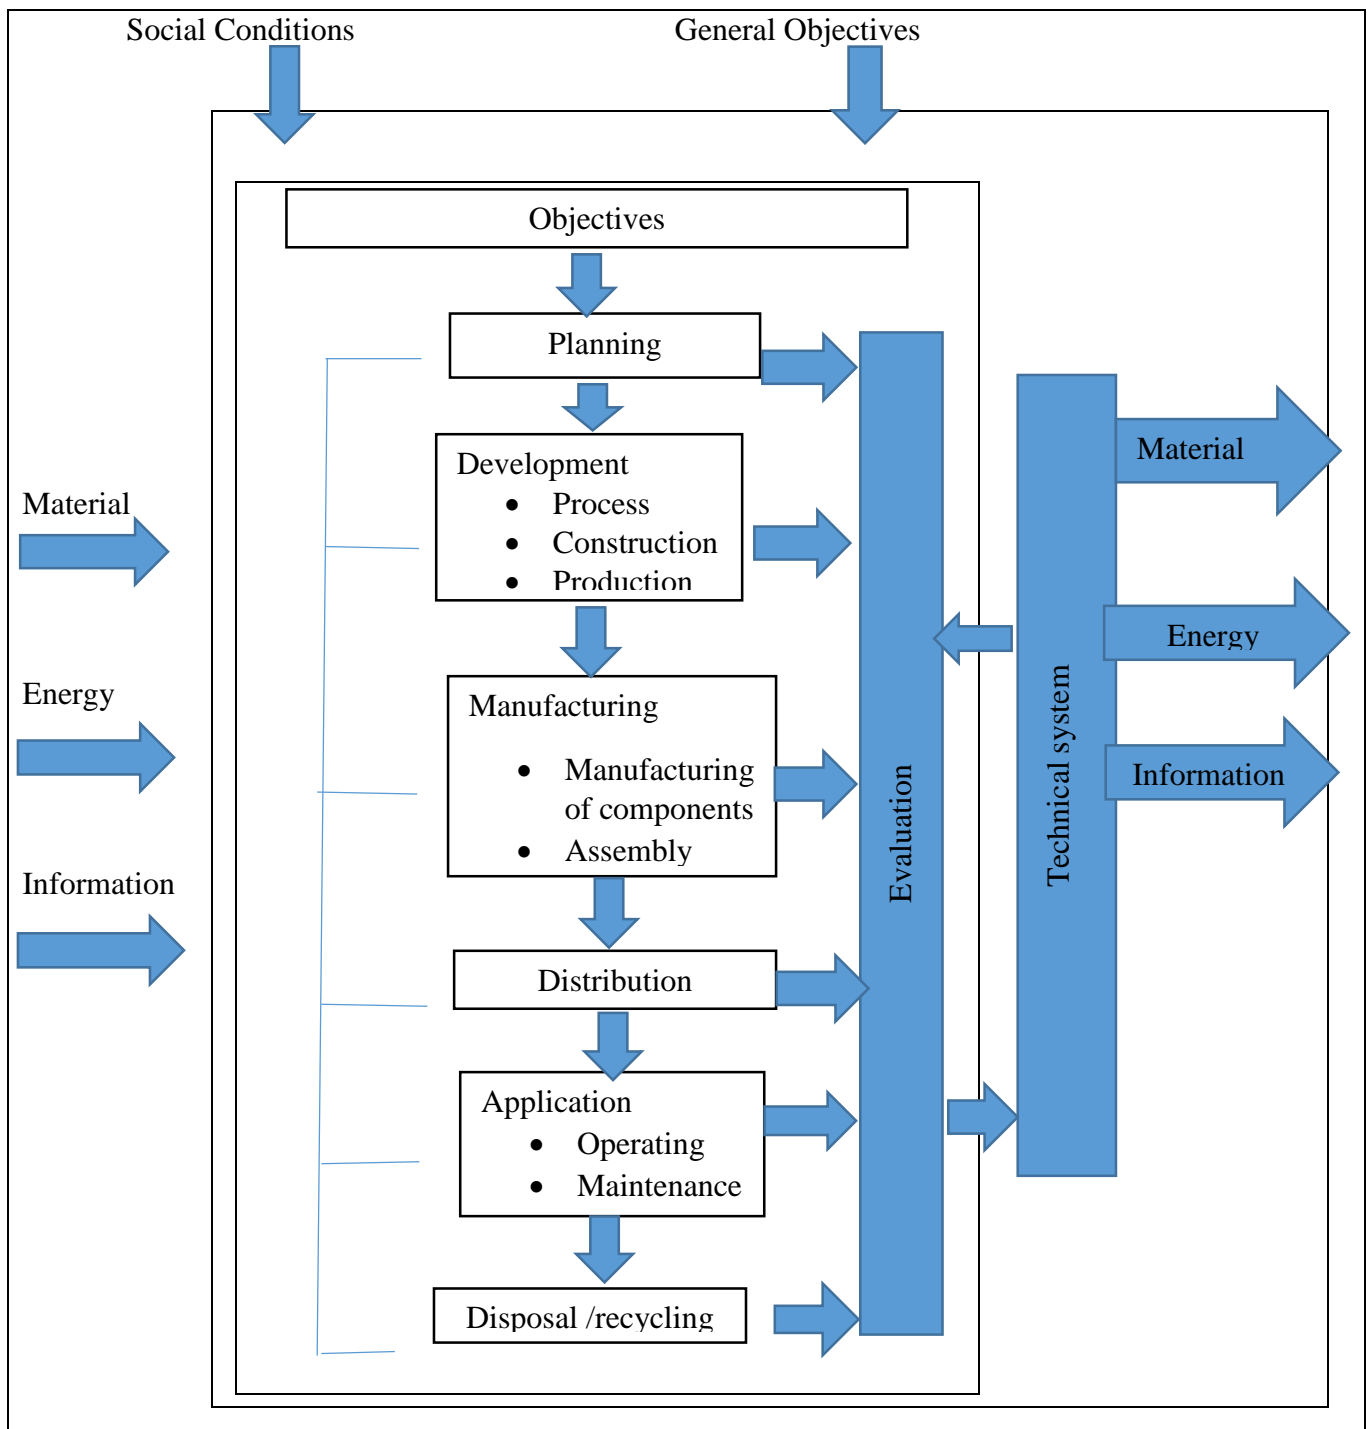 Social Conditions
General Objectives
Objectives
Planning
Development
• Process
• Construction
• Production
Manufacturing
• Manufacturing
of components
• Assembly
Distribution
Application
• Operating
• Maintenance
Disposal /recycling
Material
Energy
Information
Evaluation
Technical system
Material
Energy
Information